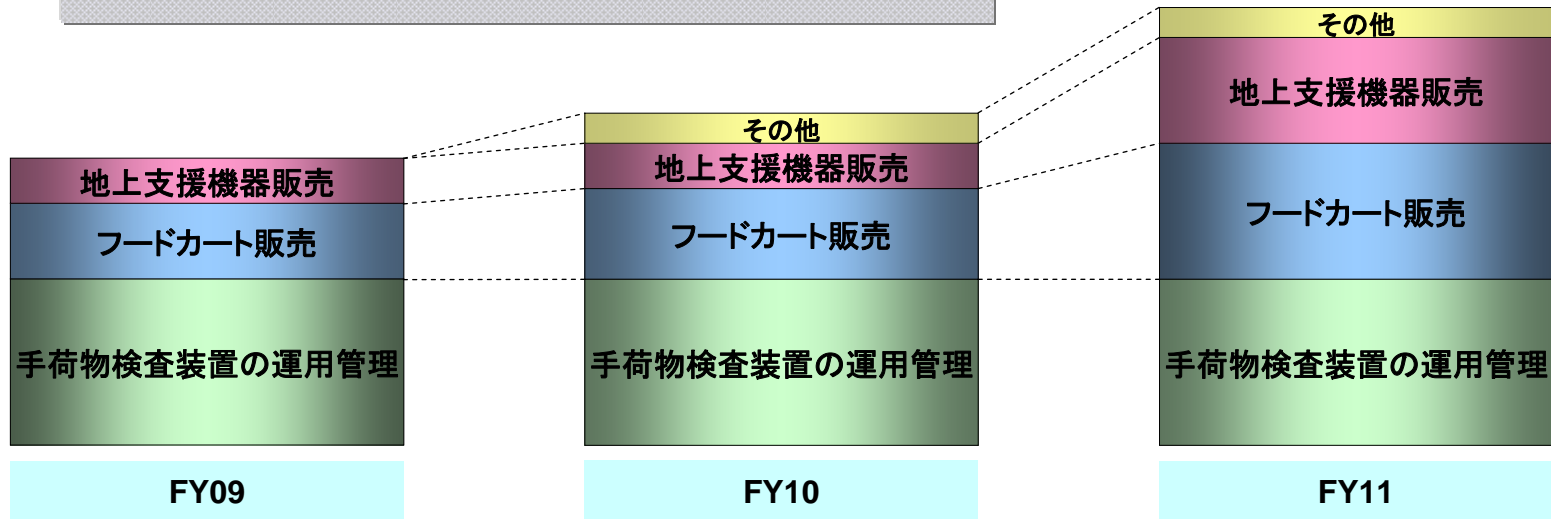 その他
地上支援機器販売
フードカート販売
手荷物検査装置の運用管理
その他
地上支援機器販売
フードカート販売
手荷物検査装置の運用管理
地上支援機器販売
フードカート販売
手荷物検査装置の運用管理
FY09
FY10
FY11